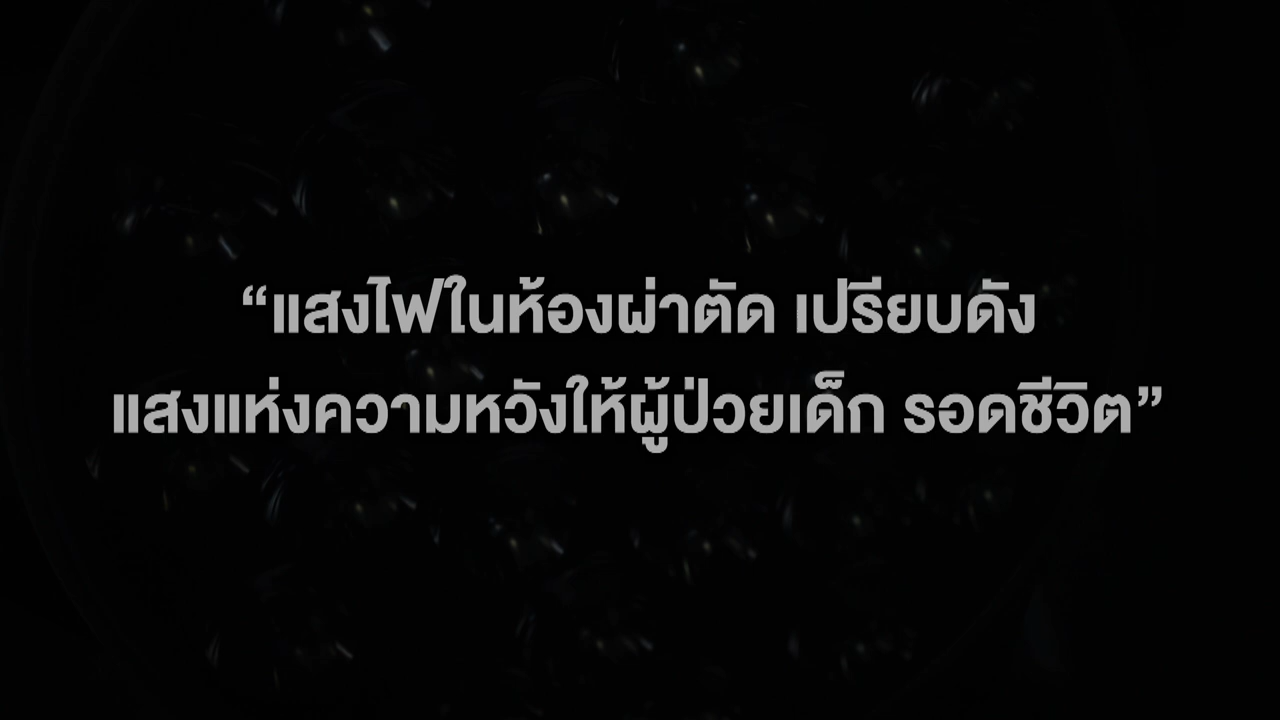 “แสงไฟในห้องผ่าตัด เปรียบดัง
แสงแห่งความหวังให้ผู้ป่วยเด็ก รอดชีวิต”